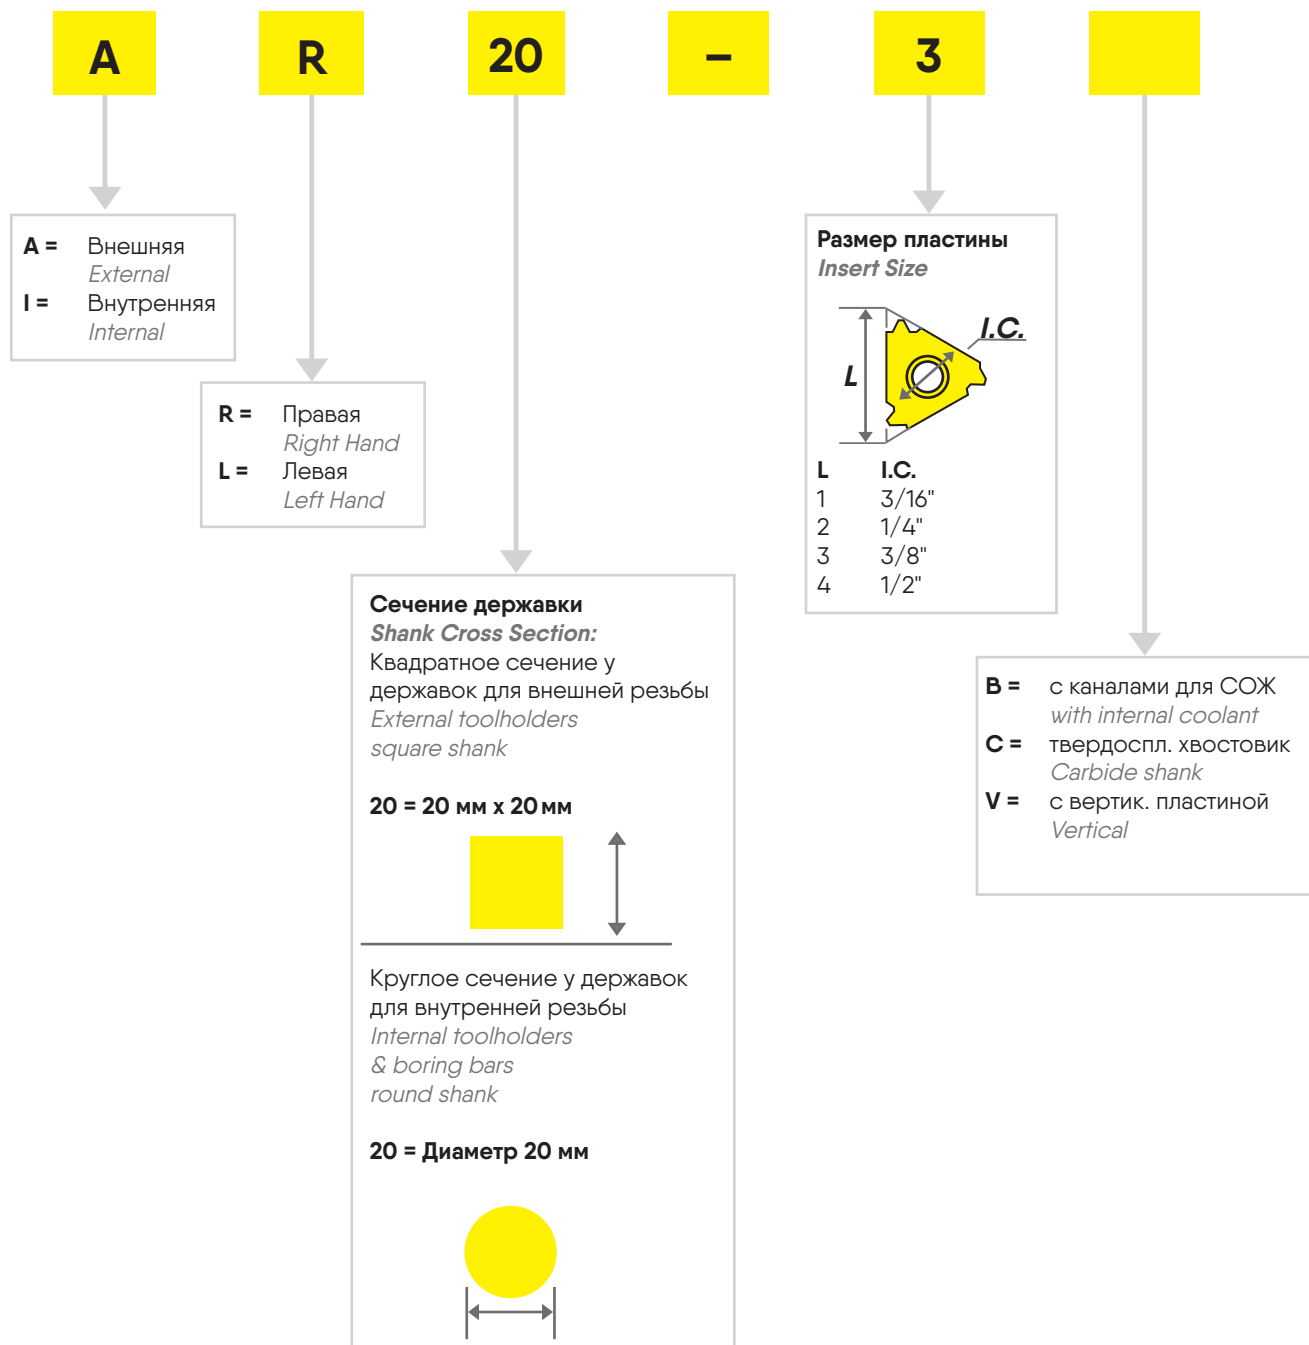 A R 20 – 3
A = Внешняя
External
I = Внутренняя
Internal
R = Правая
Right Hand
L = Левая
Left Hand
Сечение державки
Shank Cross Section:
Квадратное сечение у
державок для внешней резьбы
External toolholders
square shank
20 = 20 мм x 20 мм
Круглое сечение у державок
для внутренней резьбы
Internal toolholders
& boring bars
round shank
20 = Диаметр 20 мм
Размер пластины
Insert Size
I.C.
L
L I.C.
1 3/16"
2 1/4"
3 3/8"
4 1/2"
B = с каналами для СОЖ
with internal coolant
C = твердоспл. хвостовик
Carbide shank
V = с вертик. пластиной
Vertical